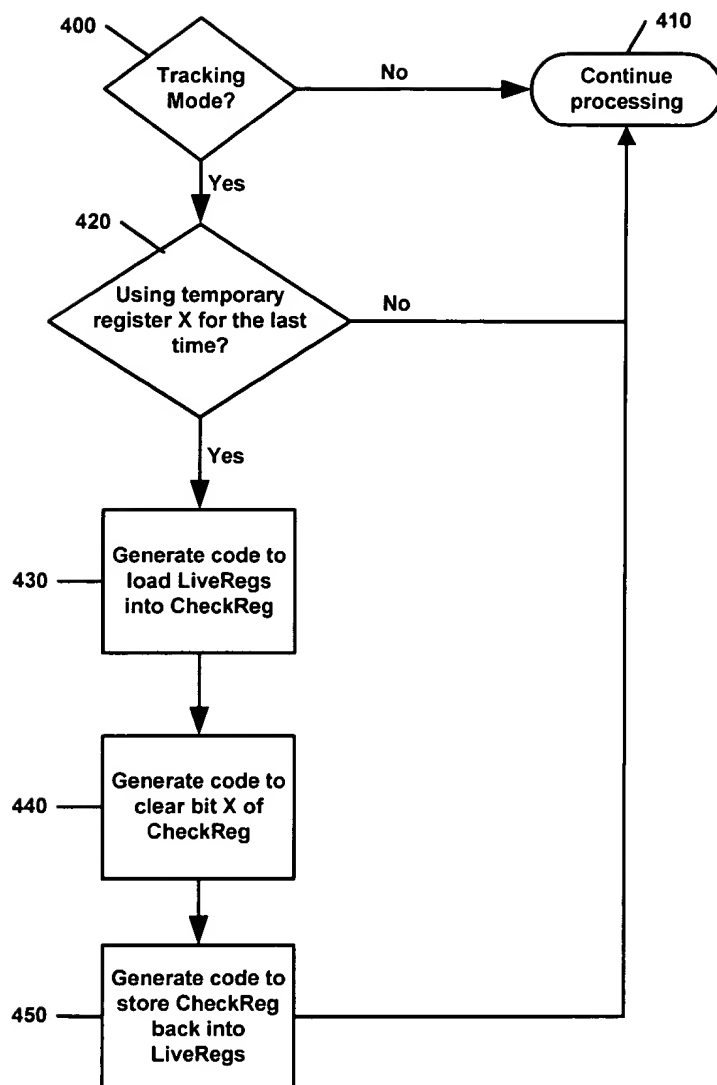 400
410
Tracking
Mode?
No
Continue
processing
Yes
420
Using temporary
register X for the last
time?
No
Yes
430
Generate code to
load LiveRegs
into CheckReg
440
Generate code to
clear bit X of
CheckReg
450
Generate code to
store CheckReg
back into
LiveRegs